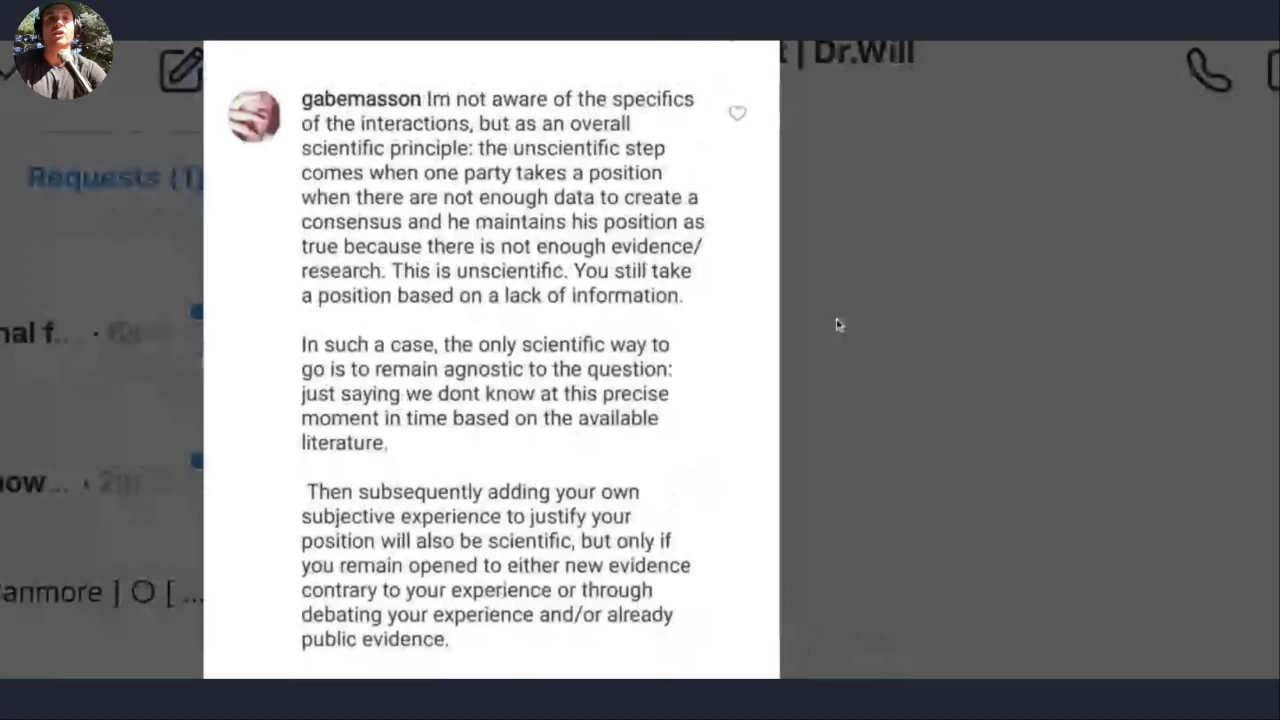 | Dr.Will
Requests (1)
nal f.. · 6s
now... · 2m
anmore ] O [ ...
gabemasson Im not aware of the specifics
of the interactions, but as an overall
scientific principle: the unscientific step
comes when one party takes a position
when there are not enough data to create a
consensus and he maintains his position as
true because there is not enough evidence/
research. This is unscientific. You still take
a position based on a lack of information.
In such a case, the only scientific way to
go is to remain agnostic to the question:
just saying we dont know at this precise
moment in time based on the available
literature.
Then subsequently adding your own
subjective experience to justify your
position will also be scientific, but only if
you remain opened to either new evidence
contrary to your experience or through
debating your experience and/or already
public evidence.